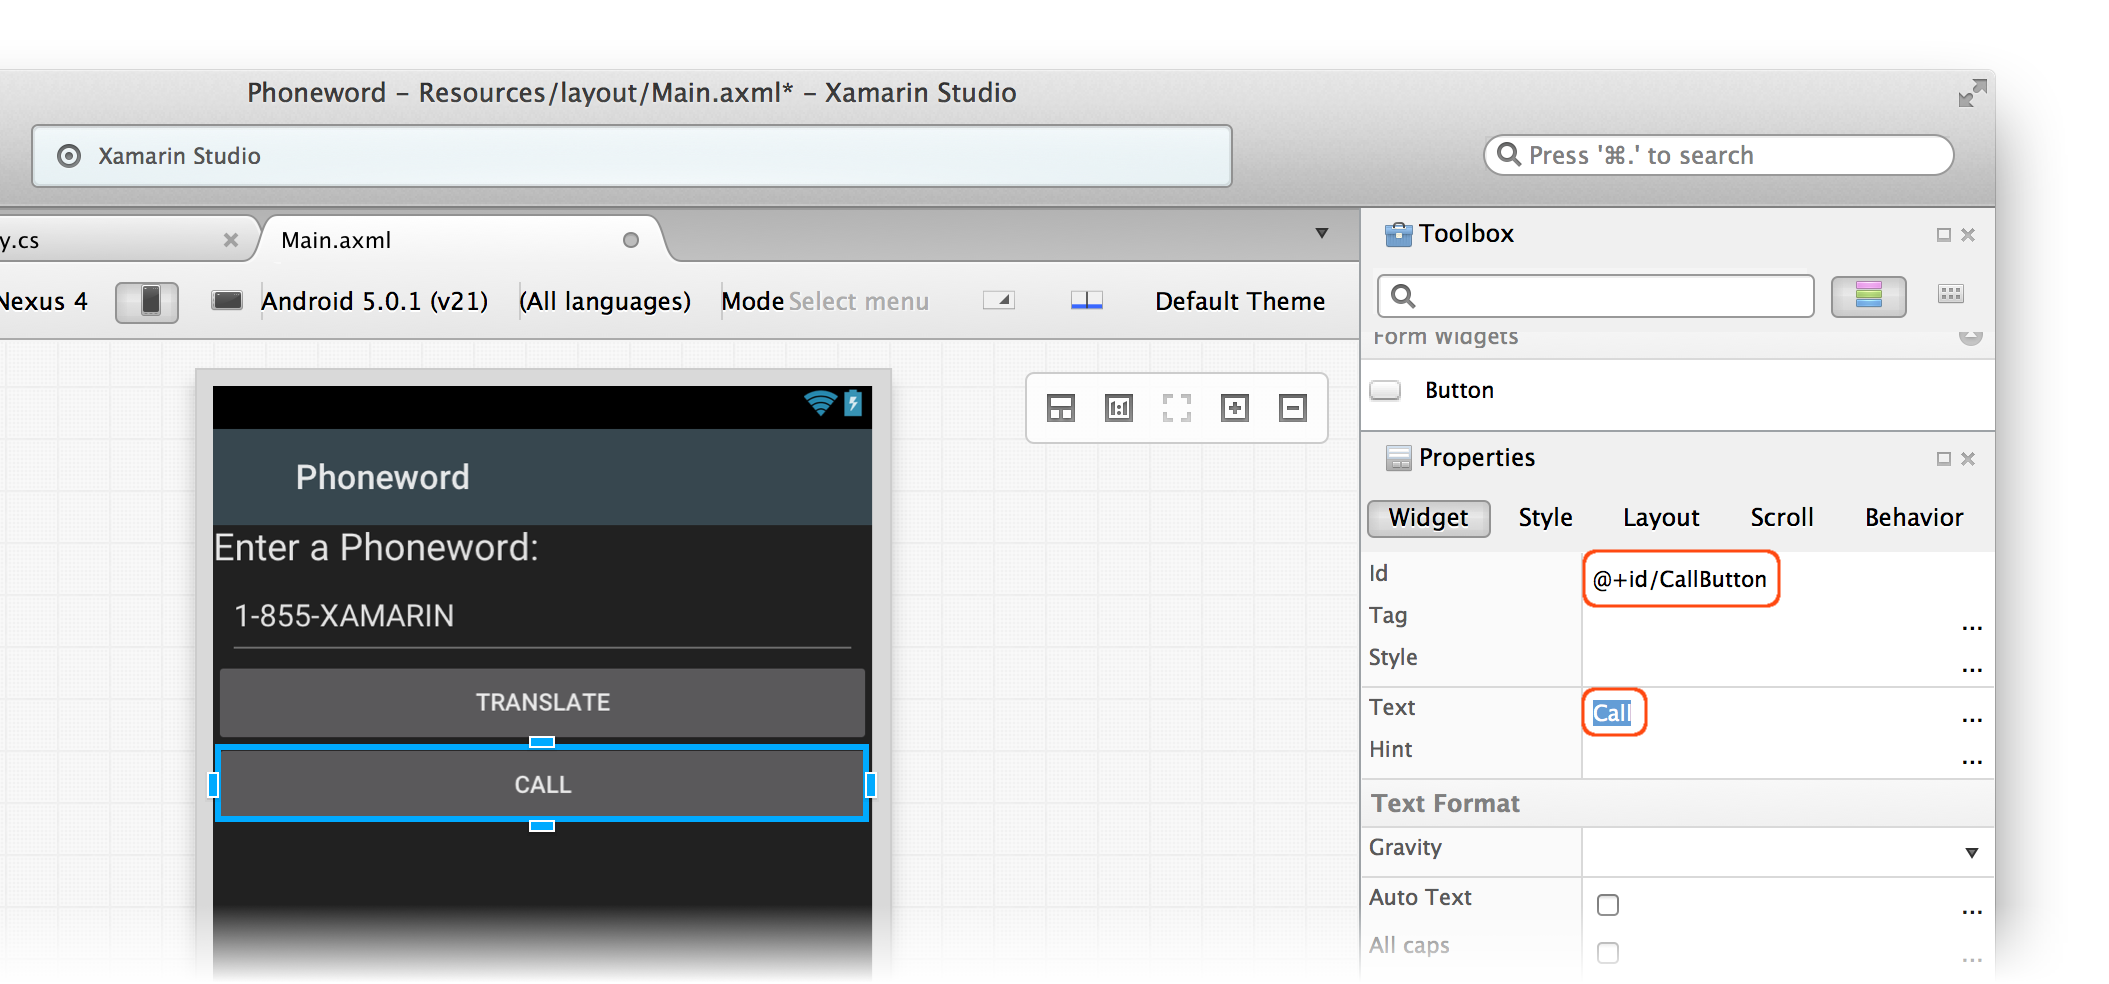 Phoneword – Resources/layout/Main.axml* – Xamarin Studio
Xamarin Studio
Press '⌘.' to search
y.cs
Main.axml
Toolbox
Nexus 4
Android 5.0.1 (v21)
(All languages)
Mode Select menu
Default Theme
Form Widgets
Button
Phoneword
Enter a Phoneword:
1-855-XAMARIN
TRANSLATE
CALL
Properties
Widget Style Layout Scroll Behavior
Id @+id/CallButton
Tag ...
Style ...
Text Call ...
Hint ...
Text Format
Gravity
Auto Text ...
All caps ...